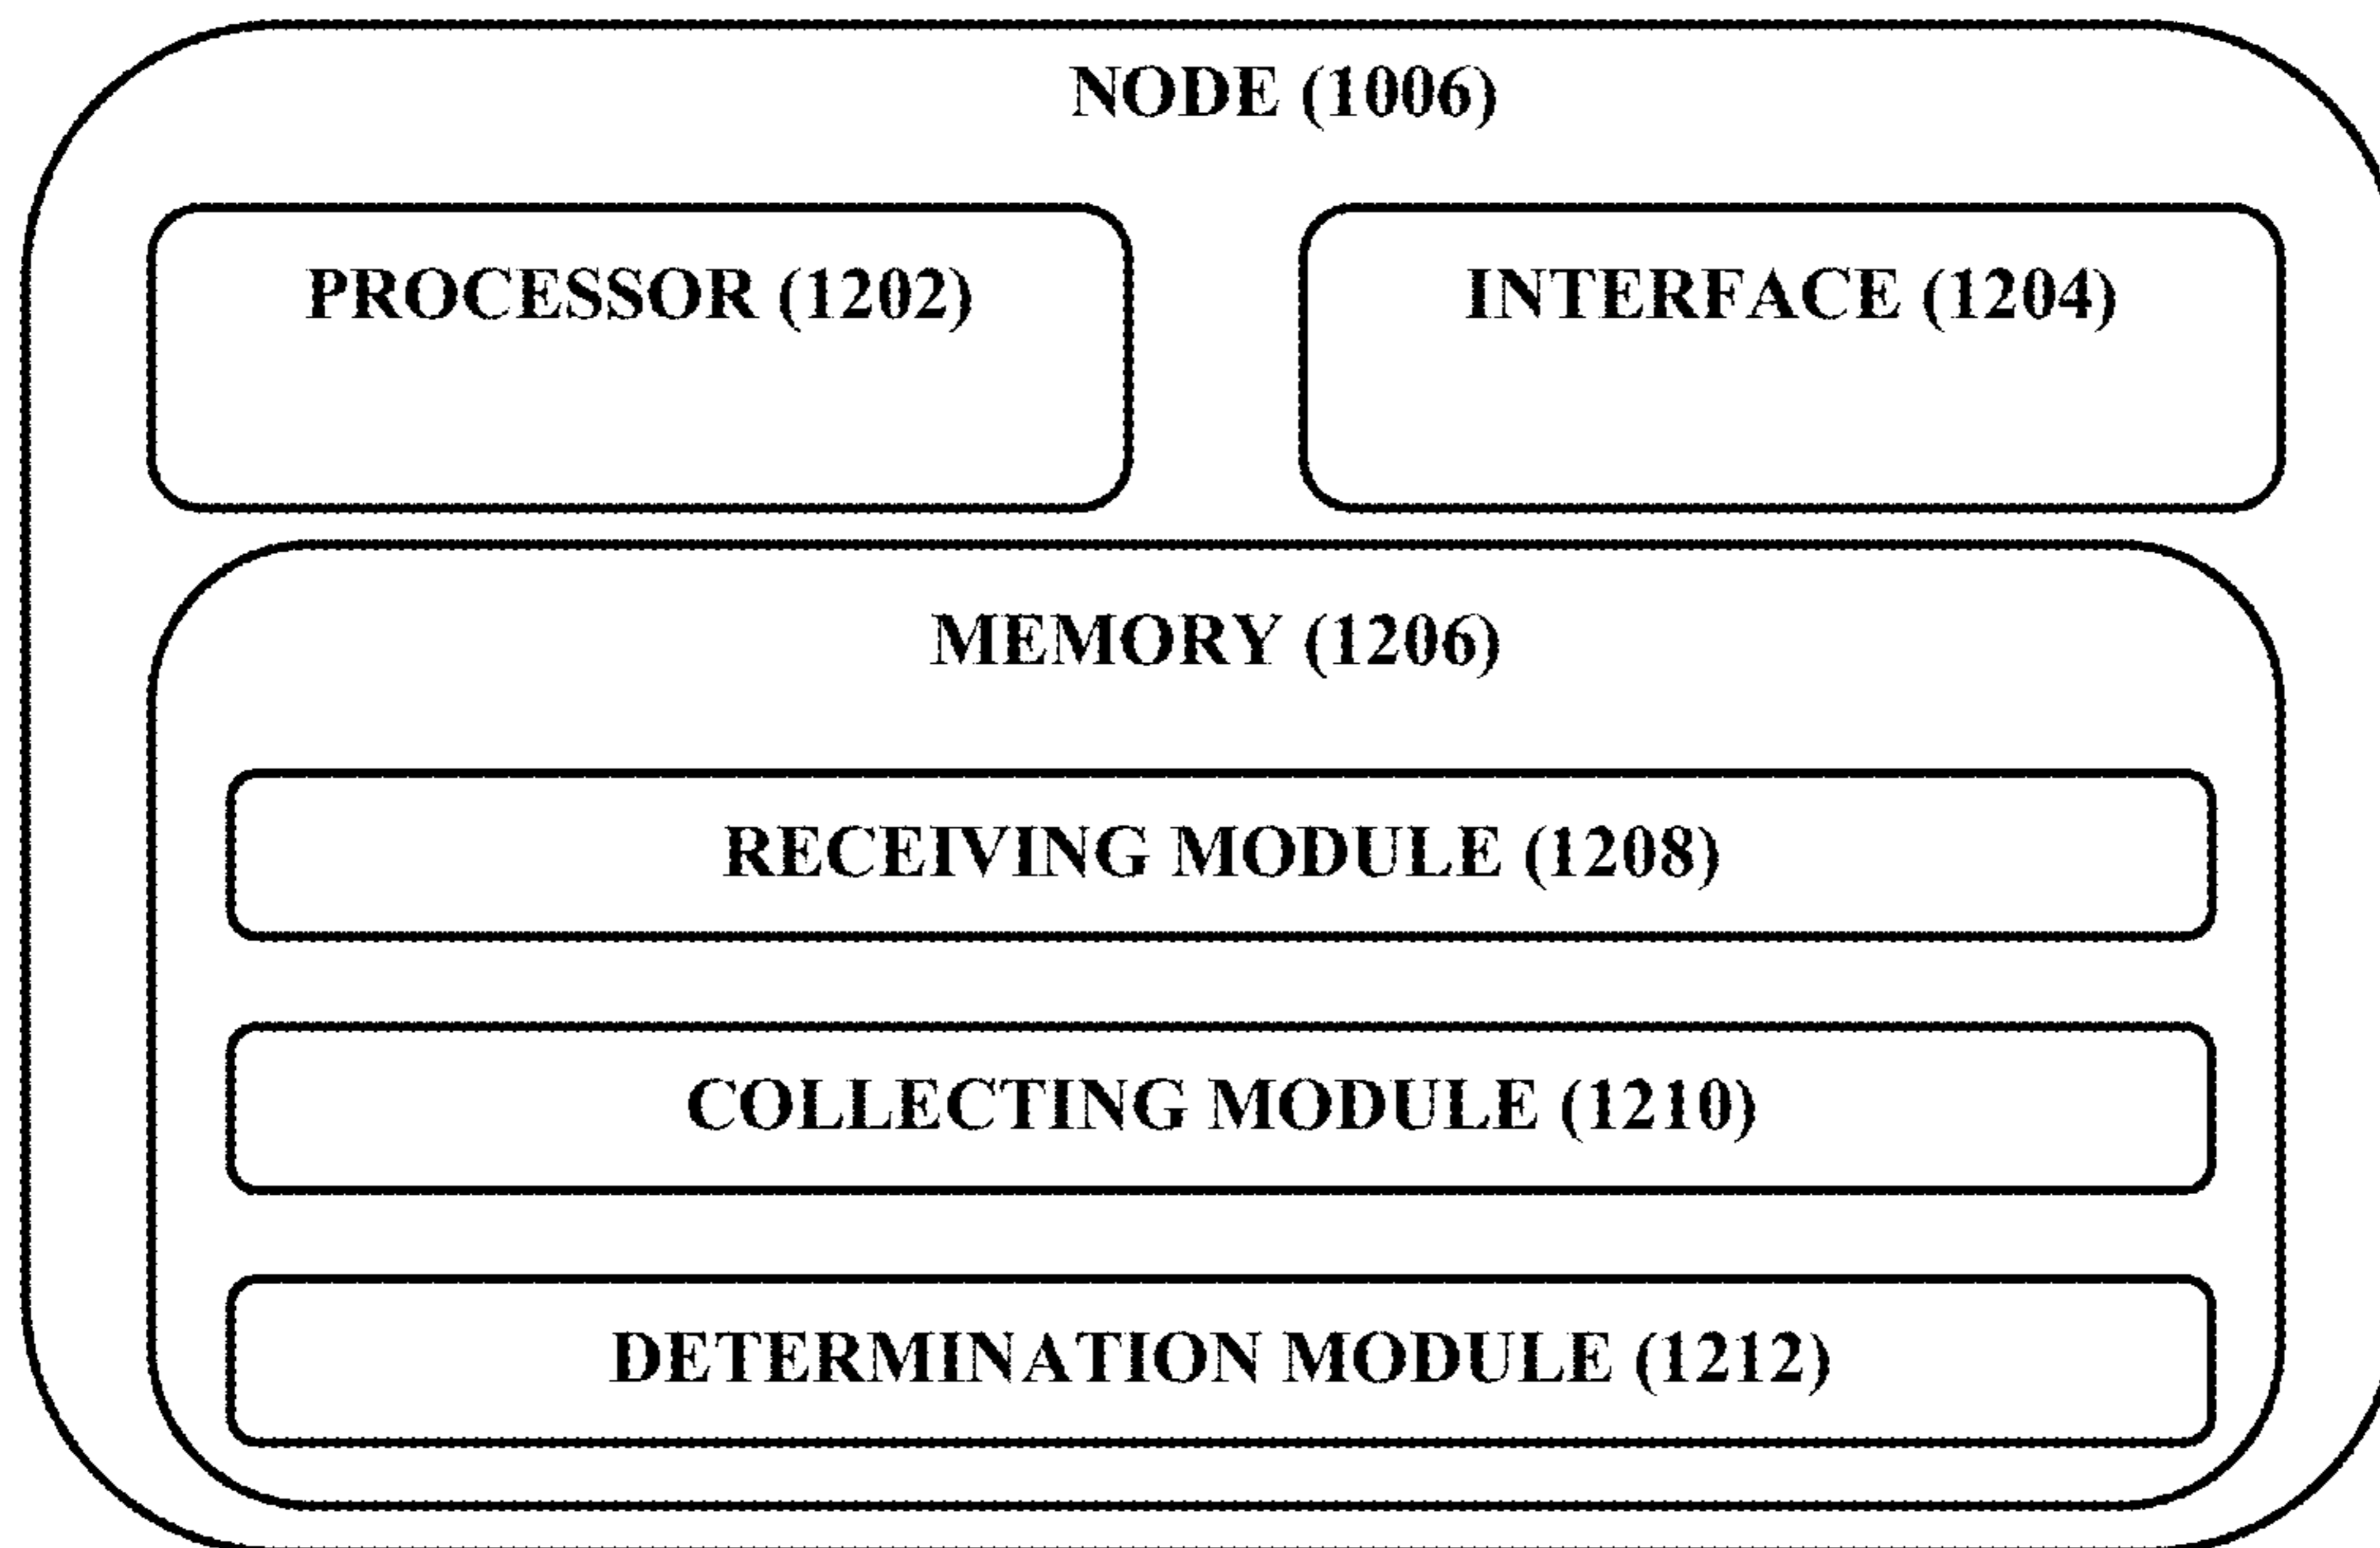 NODE (1006)
PROCESSOR (1202)
INTERFACE (1204)
MEMORY (1206)
RECEIVING MODULE (1208)
COLLECTING MODULE (1210)
DETERMINATION MODULE (1212)